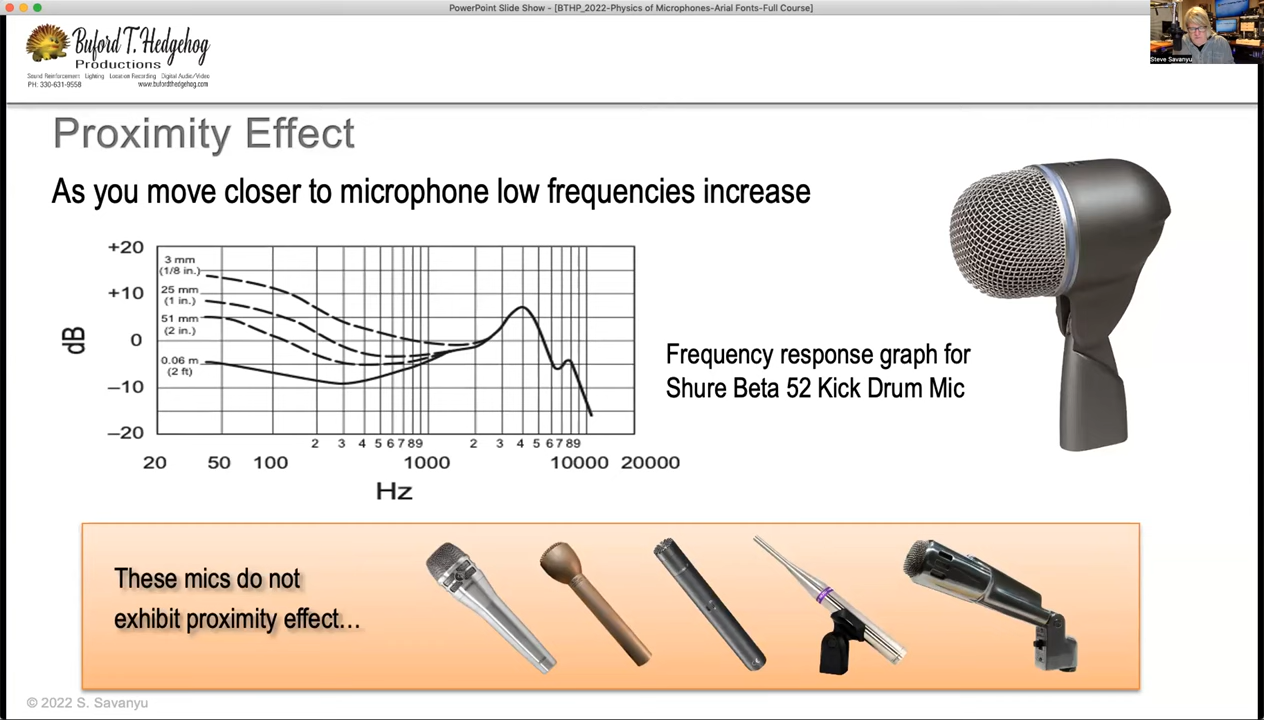 PowerPoint Slide Show - [BTHP_2022-Physics of Microphones-Arial Fonts-Full Course]
Buford T. Hedgehog
Productions
Sound Reinforcement Lighting Location Recording Digital Audio/Video
PH: 330-631-9558 www.bufordthedgehog.com
Steve Savanyu
Proximity Effect
As you move closer to microphone low frequencies increase
+20
3 mm
(1/8 in.)
+10
25 mm
(1 in.)
51 mm
(2 in.)
0
dB
0.06 m
(2 ft)
–10
–20
2 3 4 5 6 7 8 9 2 3 4 5 6 7 8 9
20 50 100 1000 10000 20000
Hz
Frequency response graph for
Shure Beta 52 Kick Drum Mic
These mics do not
exhibit proximity effect…
© 2022 S. Savanyu